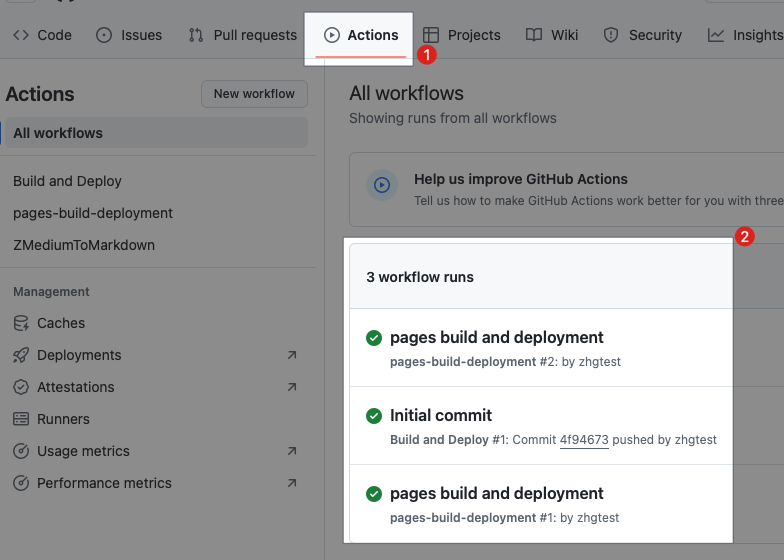 Code Issues Pull requests Actions Projects Wiki Security Insights
1
Actions
New workflow
All workflows
Build and Deploy
pages-build-deployment
ZMediumToMarkdown
Management
Caches
Deployments
Attestations
Runners
Usage metrics
Performance metrics
All workflows
Showing runs from all workflows
Help us improve GitHub Actions
Tell us how to make GitHub Actions work better for you with three
2
3 workflow runs
pages build and deployment
pages-build-deployment #2: by zhgtest
Initial commit
Build and Deploy #1: Commit 4f94673 pushed by zhgtest
pages build and deployment
pages-build-deployment #1: by zhgtest